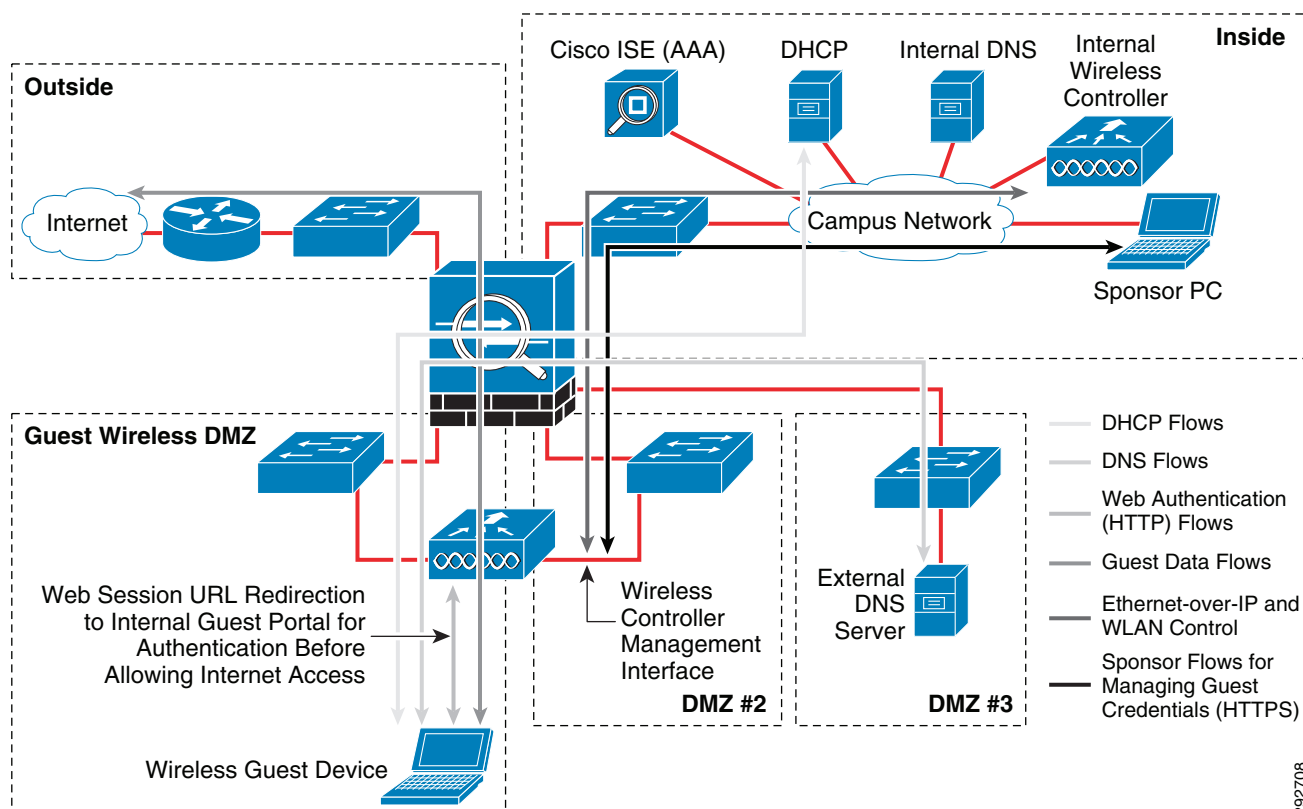 Inside
Cisco ISE (AAA)
DHCP
Internal DNS
Internal
Wireless
Controller
Outside
Internet
Campus Network
Sponsor PC
Guest Wireless DMZ
Web Session URL Redirection
to Internal Guest Portal for
Authentication Before
Allowing Internet Access
Wireless Guest Device
Wireless
Controller
Management
Interface
DMZ #2
External
DNS
Server
DMZ #3
DHCP Flows
DNS Flows
Web Authentication
(HTTP) Flows
Guest Data Flows
Ethernet-over-IP and
WLAN Control
Sponsor Flows for
Managing Guest
Credentials (HTTPS)